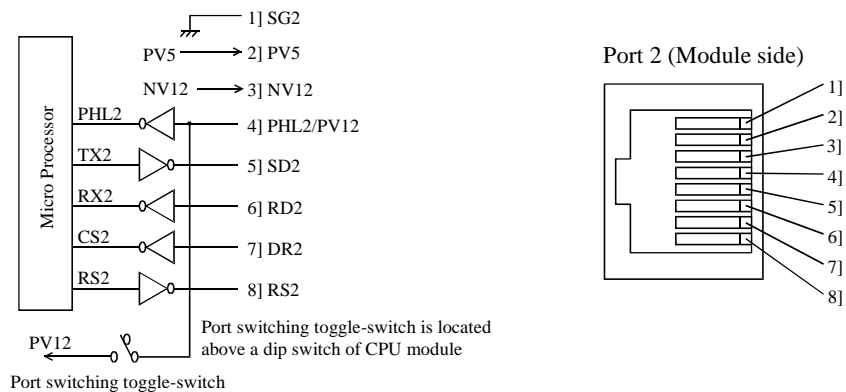 1] SG2
PV5 2] PV5
NV12 3] NV12
PHL2 4] PHL2/PV12
TX2 5] SD2
RX2 6] RD2
CS2 7] DR2
RS2 8] RS2
Micro Processor
PV12
Port switching toggle-switch is located
above a dip switch of CPU module
Port switching toggle-switch
Port 2 (Module side)
1]
2]
3]
4]
5]
6]
7]
8]